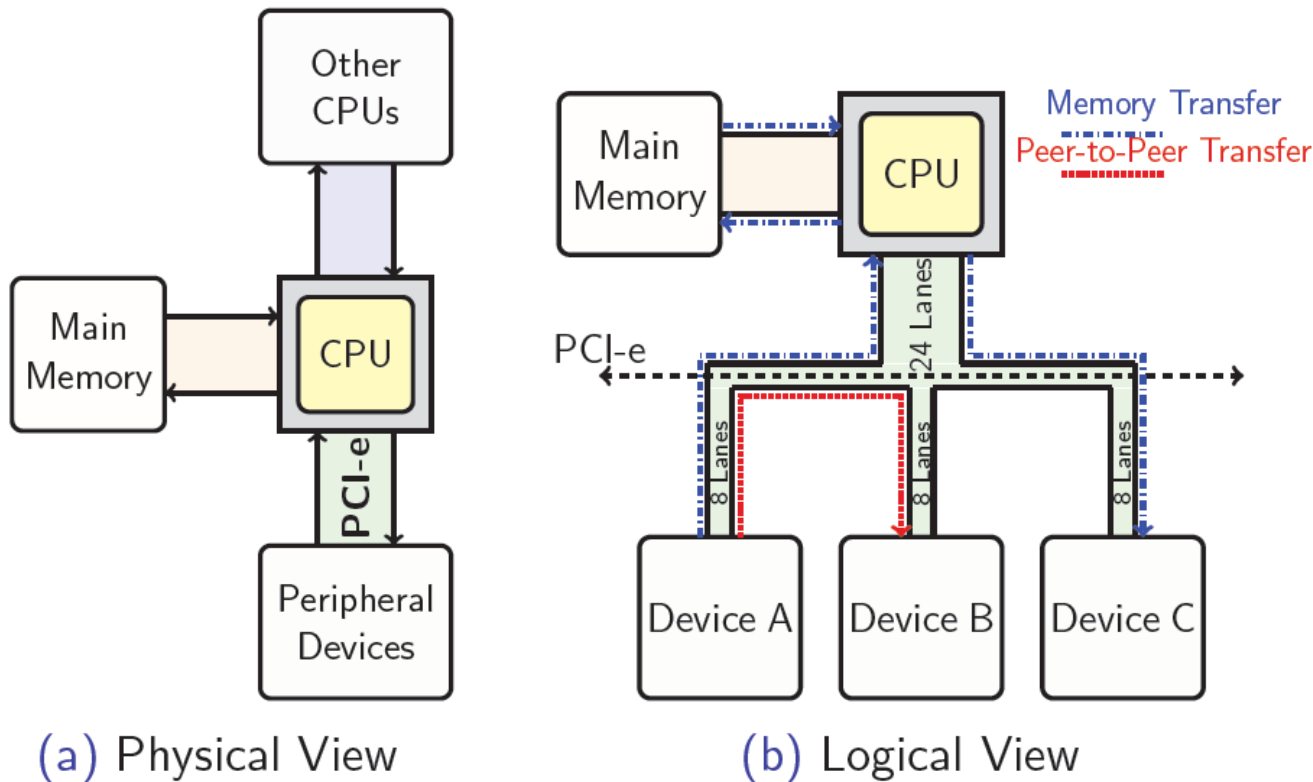 Other
CPUs
Main
Memory
CPU
PCI-e
Peripheral
Devices
(a) Physical View
Main
Memory
CPU
Memory Transfer
Peer-to-Peer Transfer
24 Lanes
PCI-e
8 Lanes
8 Lanes
8 Lanes
Device A
Device B
Device C
(b) Logical View